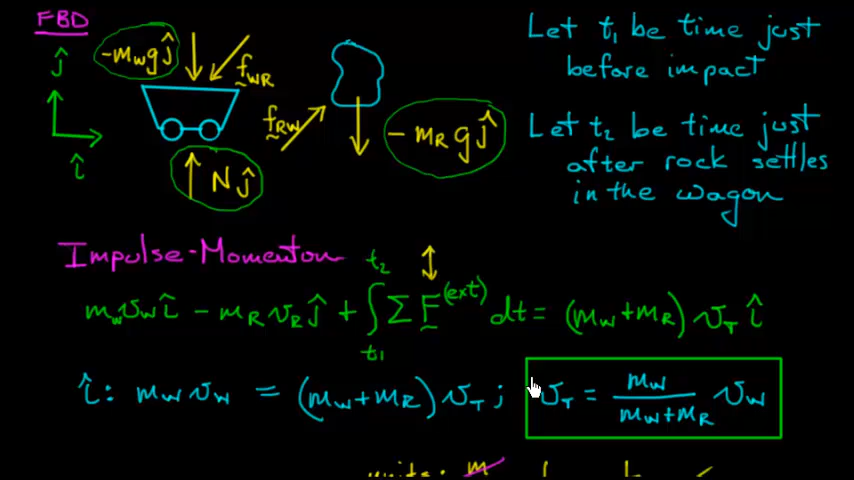 FBD
-m_W g ĵ
f_WR
ĵ
î
f_RW
N ĵ
- m_R g ĵ
Let t₁ be time just
before impact
Let t₂ be time just
after rock settles
in the wagon
Impulse-Momentum
m_W v_W î - m_R v_R ĵ + ∫_{t1}^{t2} Σ F^(ext) dt = (m_W + m_R) v_T î
î: m_W v_W = (m_W + m_R) v_T ; v_T = m_W / (m_W + m_R) v_W
units: m